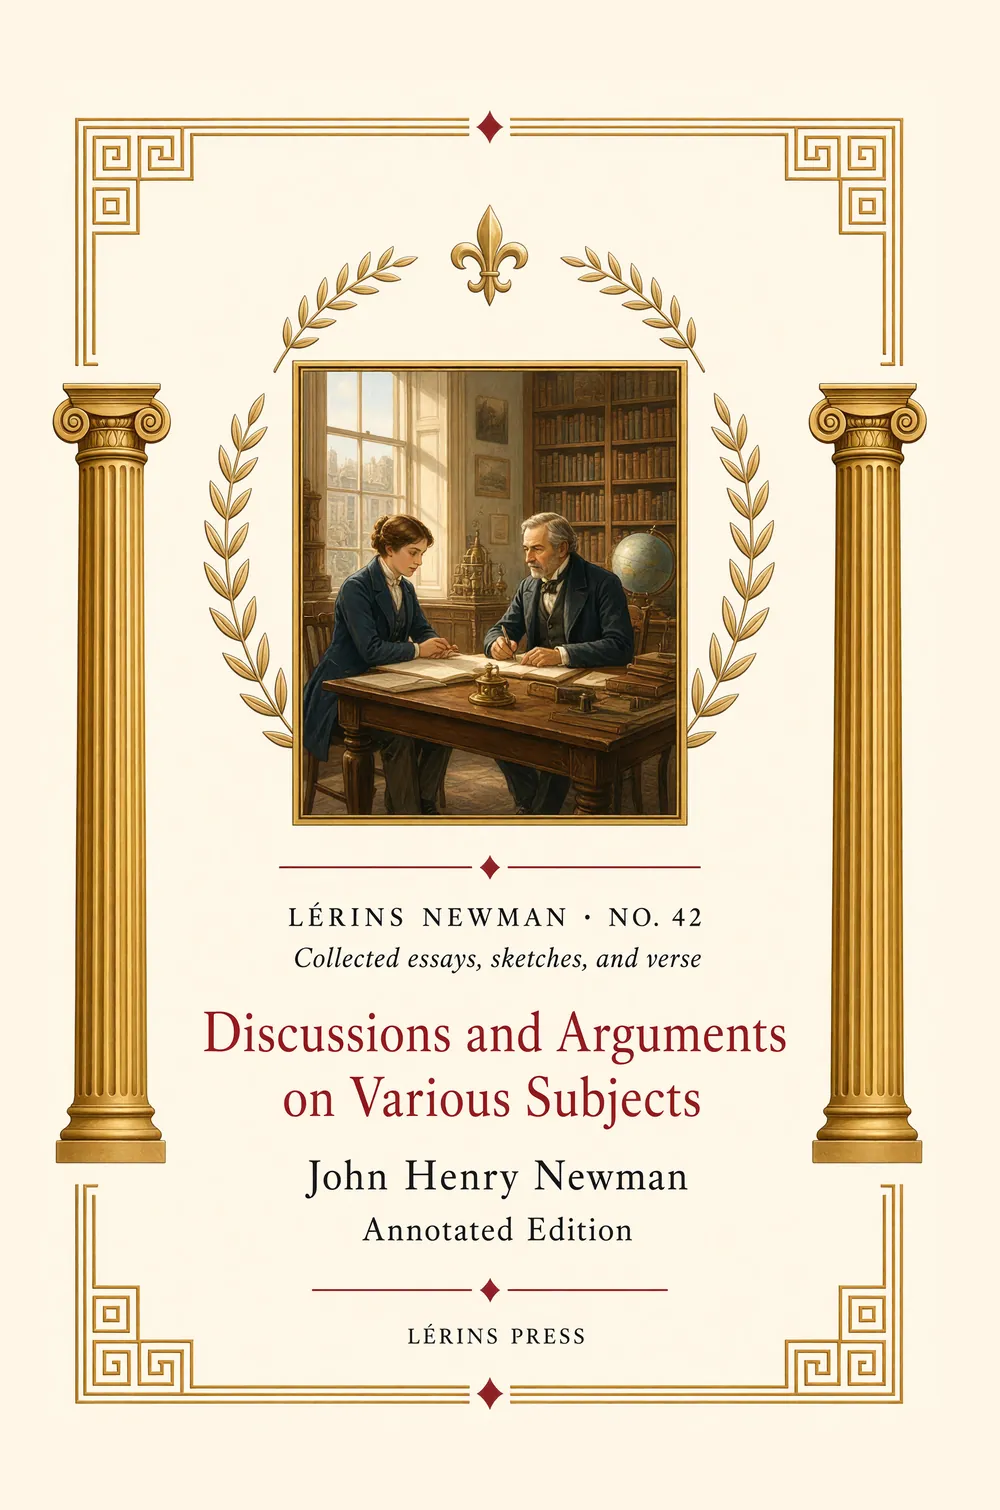 LÉRINS NEWMAN · NO. 42
Collected essays, sketches, and verse
Discussions and Arguments
on Various Subjects
John Henry Newman
Annotated Edition
LÉRINS PRESS